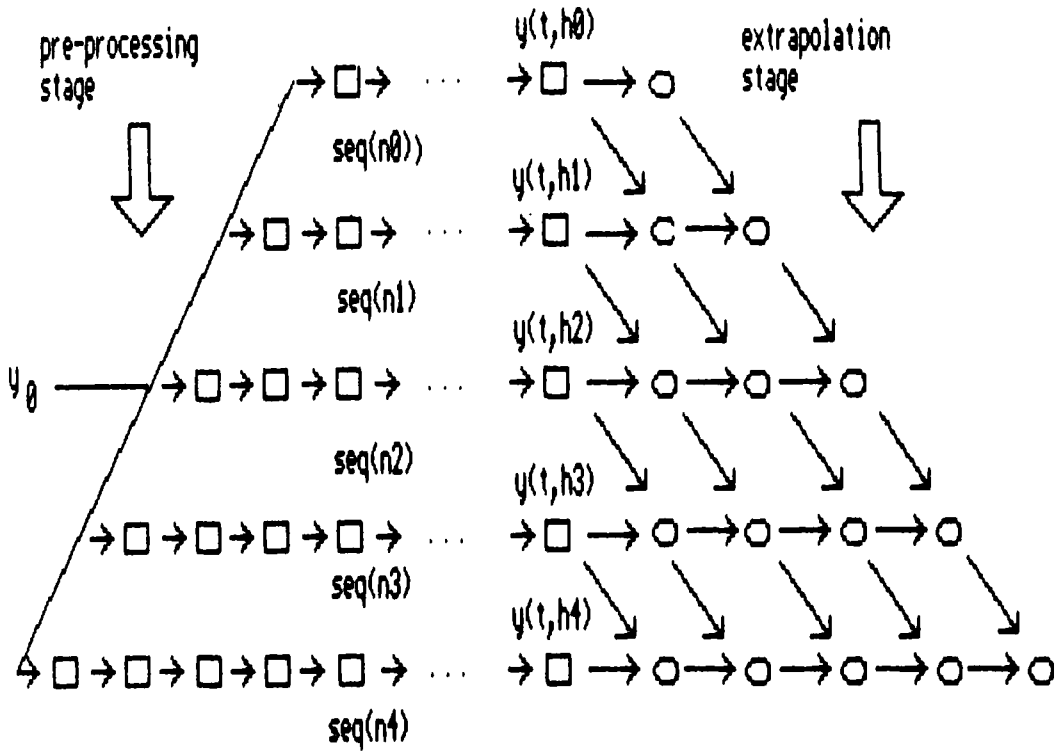 pre-processing
stage
y(t,h0)
extrapolation
stage
seq(n0))
y(t,h1)
seq(n1)
y(t,h2)
y0
seq(n2)
y(t,h3)
seq(n3)
y(t,h4)
seq(n4)